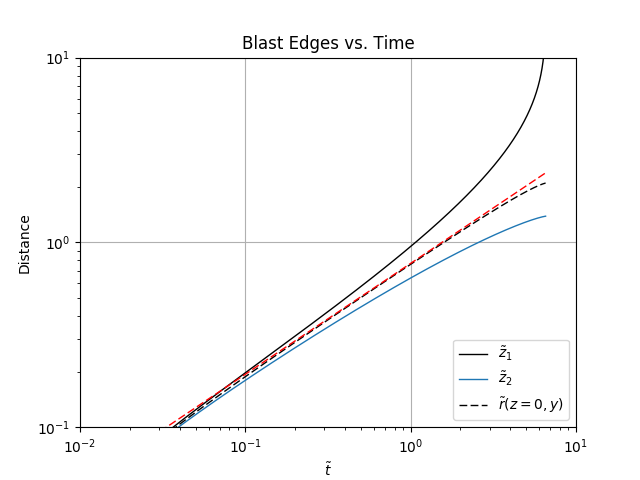 Blast Edges vs. Time
10¹
10⁰
10⁻¹
Distance
10⁻²
10⁻¹
10⁰
10¹
t̃
z̃₁
z̃₂
r̃(z = 0, y)